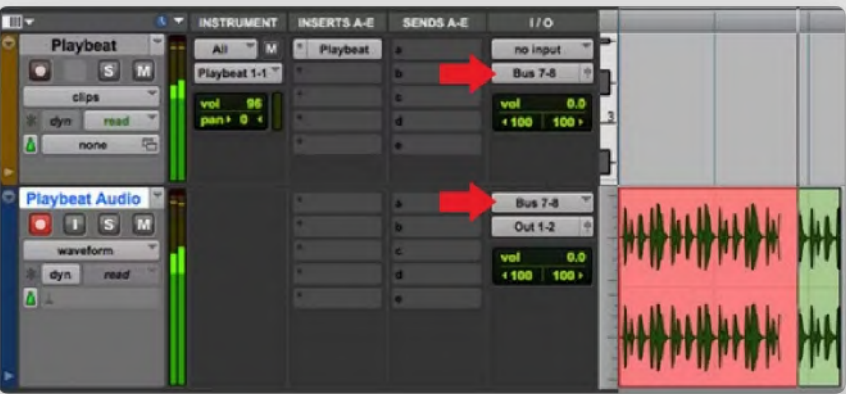 INSTRUMENT INSERTS A-E SENDS A-E I / O
Playbeat All M Playbeat a no input
S M Playbeat 1-1 b Bus 7-8
clips c
dyn read vol 96 d vol 0.0
pan 0 100 100
none e
3
Playbeat Audio a Bus 7-8
I S M b Out 1-2
waveform c
dyn read d vol 0.0
100 100
e